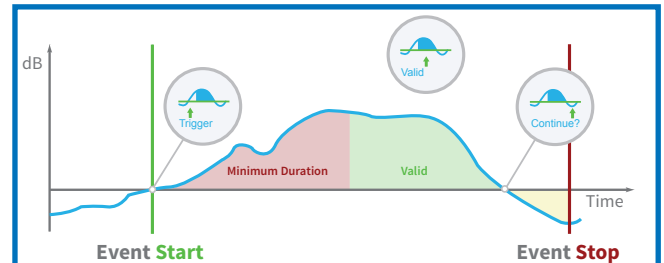 dB
Valid
Trigger
Continue?
Minimum Duration
Valid
Time
Event Start
Event Stop